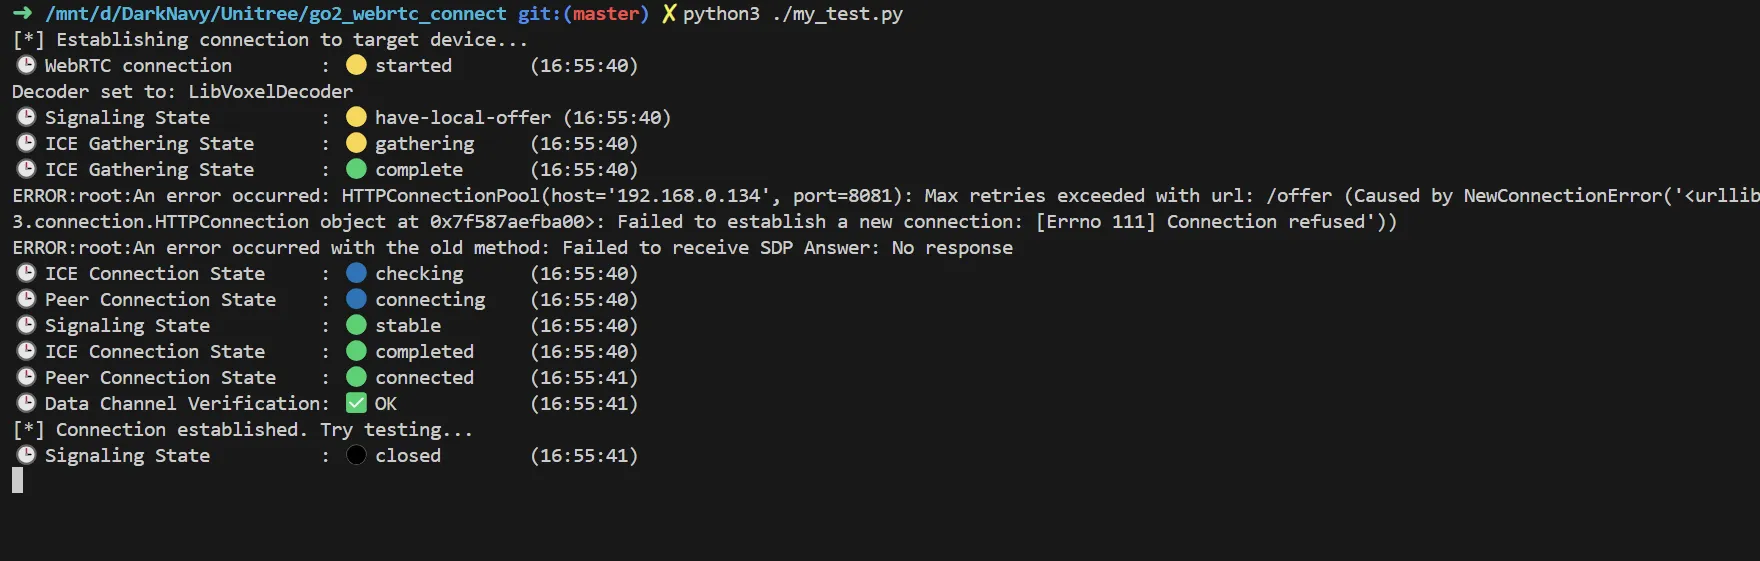 → /mnt/d/DarkNavy/Unitree/go2_webrtc_connect git:(master) ✗ python3 ./my_test.py
[*] Establishing connection to target device...
🕒 WebRTC connection        : 🟡 started       (16:55:40)
Decoder set to: LibVoxelDecoder
🕒 Signaling State          : 🟡 have-local-offer (16:55:40)
🕒 ICE Gathering State      : 🟡 gathering     (16:55:40)
🕒 ICE Gathering State      : 🟢 complete      (16:55:40)
ERROR:root:An error occurred: HTTPConnectionPool(host='192.168.0.134', port=8081): Max retries exceeded with url: /offer (Caused by NewConnectionError('<urllib
3.connection.HTTPConnection object at 0x7f587aefba00>: Failed to establish a new connection: [Errno 111] Connection refused'))
ERROR:root:An error occurred with the old method: Failed to receive SDP Answer: No response
🕒 ICE Connection State     : 🔵 checking      (16:55:40)
🕒 Peer Connection State    : 🔵 connecting    (16:55:40)
🕒 Signaling State          : 🟢 stable        (16:55:40)
🕒 ICE Connection State     : 🟢 completed     (16:55:40)
🕒 Peer Connection State    : 🟢 connected     (16:55:41)
🕒 Data Channel Verification: ✅ OK            (16:55:41)
[*] Connection established. Try testing...
🕒 Signaling State          : ⚫ closed        (16:55:41)